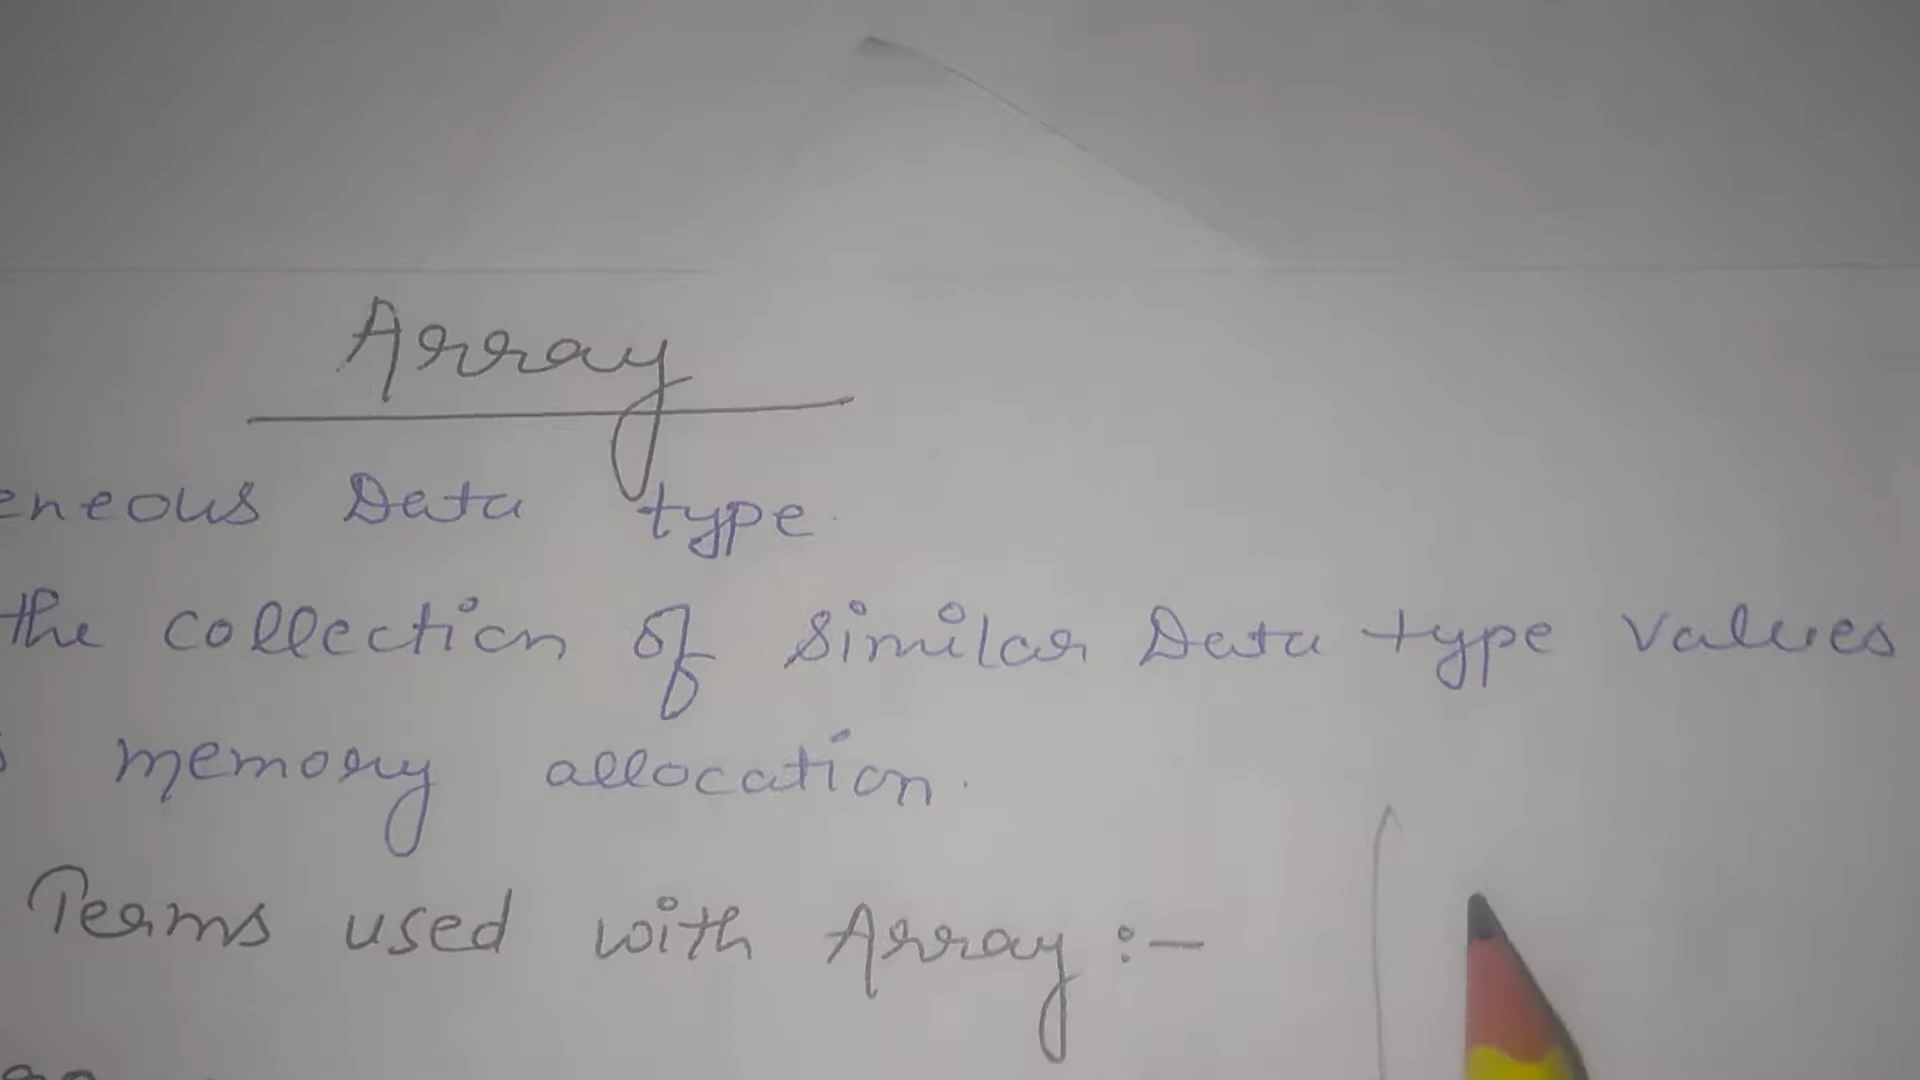 Array
eneous Data type.
the collection of Similar Data type values
memory allocation.
Terms used with Array :-